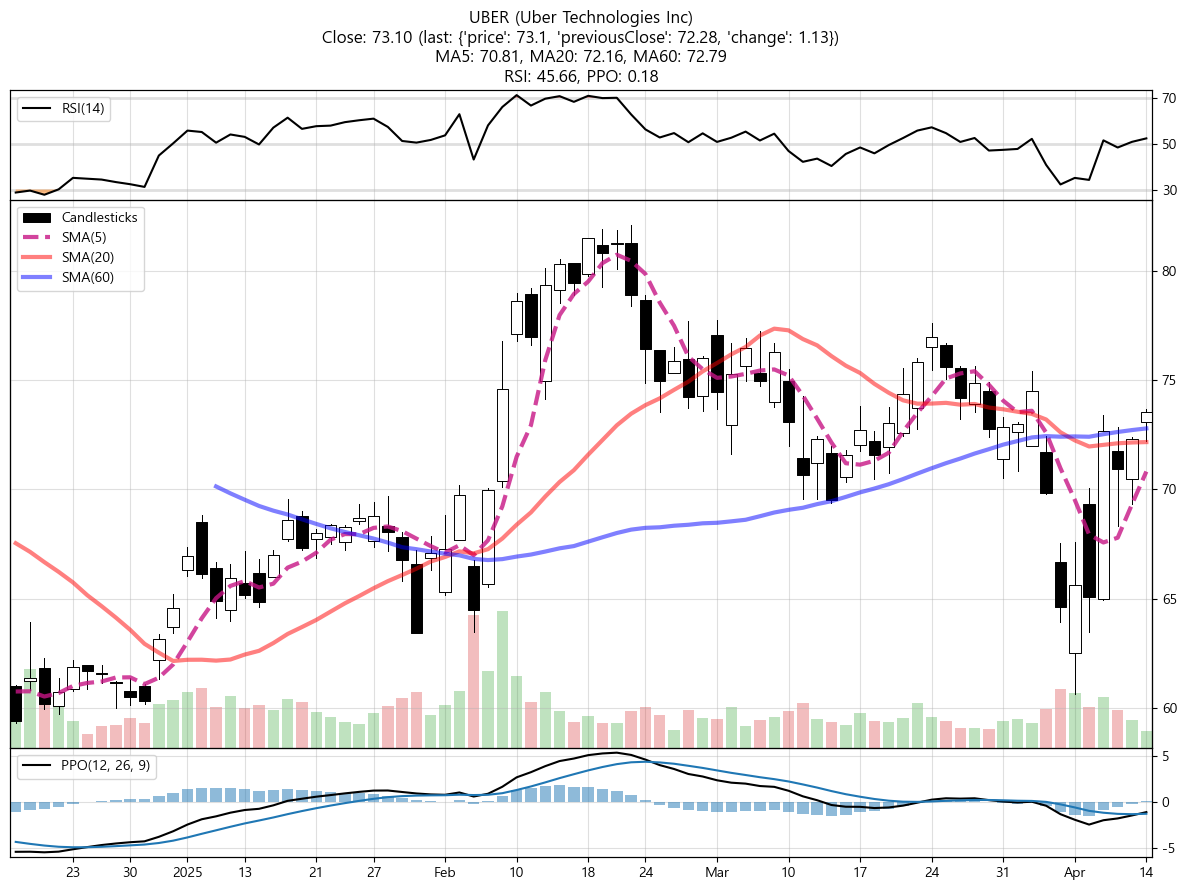 UBER (Uber Technologies Inc)
Close: 73.10 (last: {'price': 73.1, 'previousClose': 72.28, 'change': 1.13})
MA5: 70.81, MA20: 72.16, MA60: 72.79
RSI: 45.66, PPO: 0.18
RSI(14)
70
50
30
Candlesticks
SMA(5)
SMA(20)
SMA(60)
80
75
70
65
60
PPO(12, 26, 9)
5
0
-5
23 30 2025 13 21 27 Feb 10 18 24 Mar 10 17 24 31 Apr 14